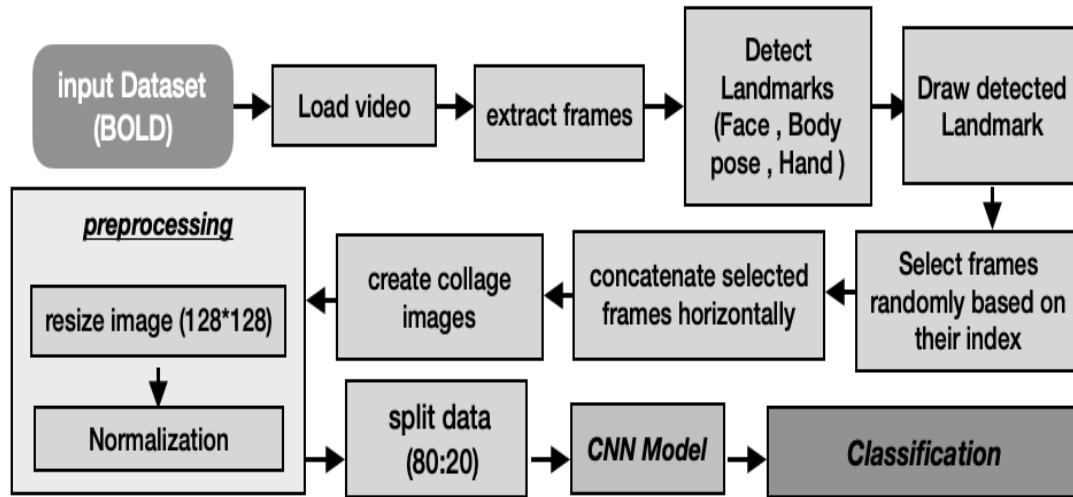 input Dataset
(BOLD)
Load video
extract frames
Detect
Landmarks
(Face , Body
pose , Hand )
Draw detected
Landmark
Select frames
randomly based on
their index
concatenate selected
frames horizontally
create collage
images
preprocessing
resize image (128*128)
Normalization
split data
(80:20)
CNN Model
Classification